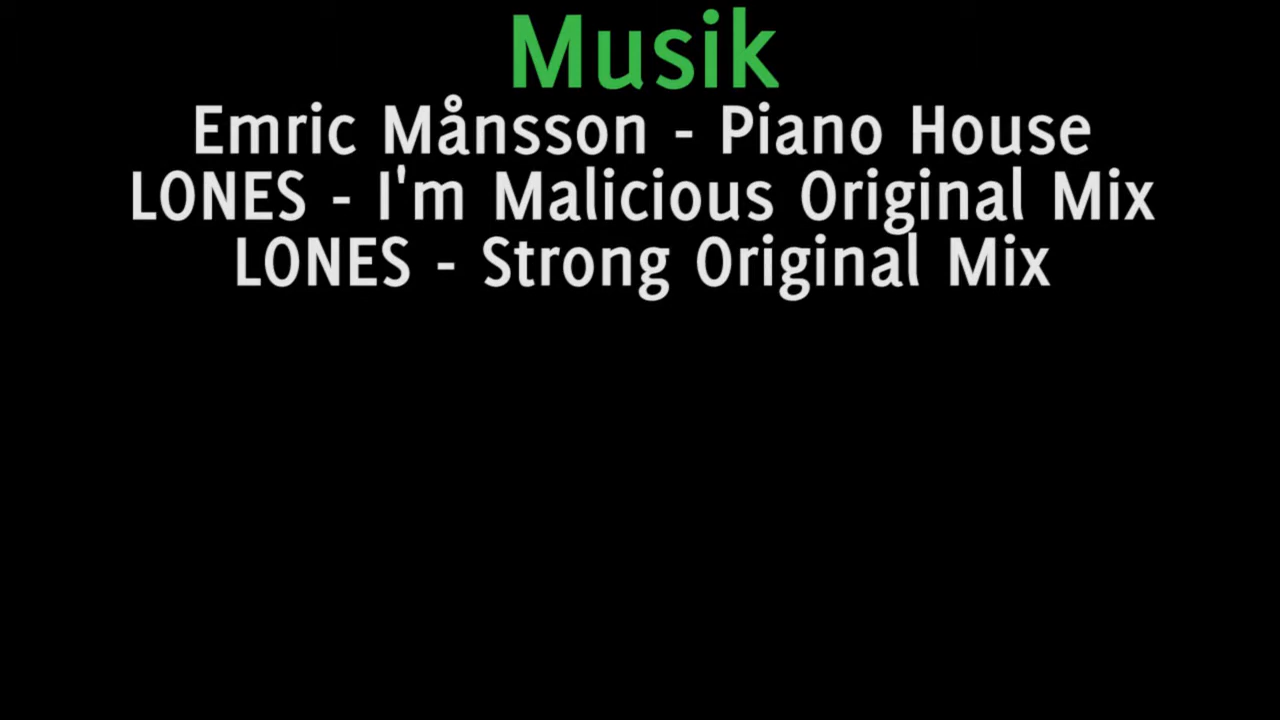 Musik
Emric Månsson - Piano House
LONES - I'm Malicious Original Mix
LONES - Strong Original Mix